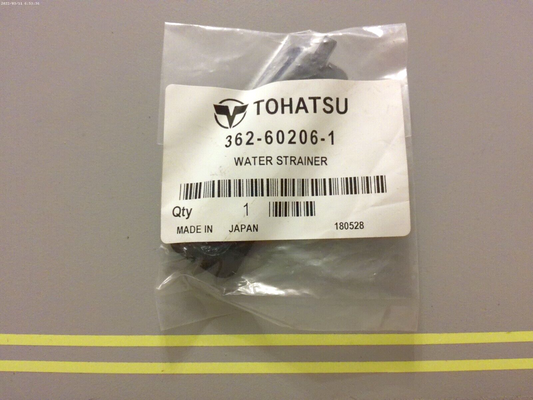 TOHATSU
362-60206-1
WATER STRAINER
Qty 1
MADE IN JAPAN 180528